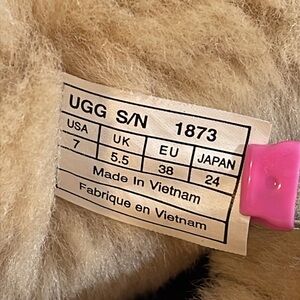 UGG S/N 1873
USA UK EU JAPAN
7 5.5 38 24
Made In Vietnam
Fabrique en Vietnam